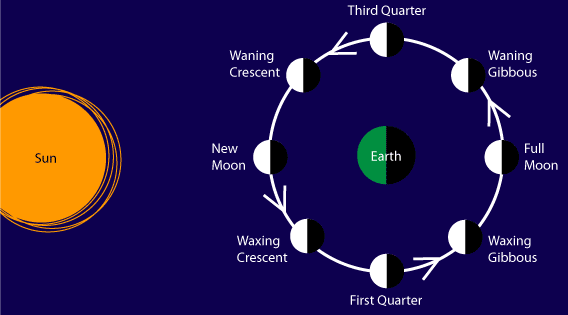 Third Quarter
Waning
Crescent
Waning
Gibbous
Sun
New
Moon
Earth
Full
Moon
Waxing
Crescent
Waxing
Gibbous
First Quarter